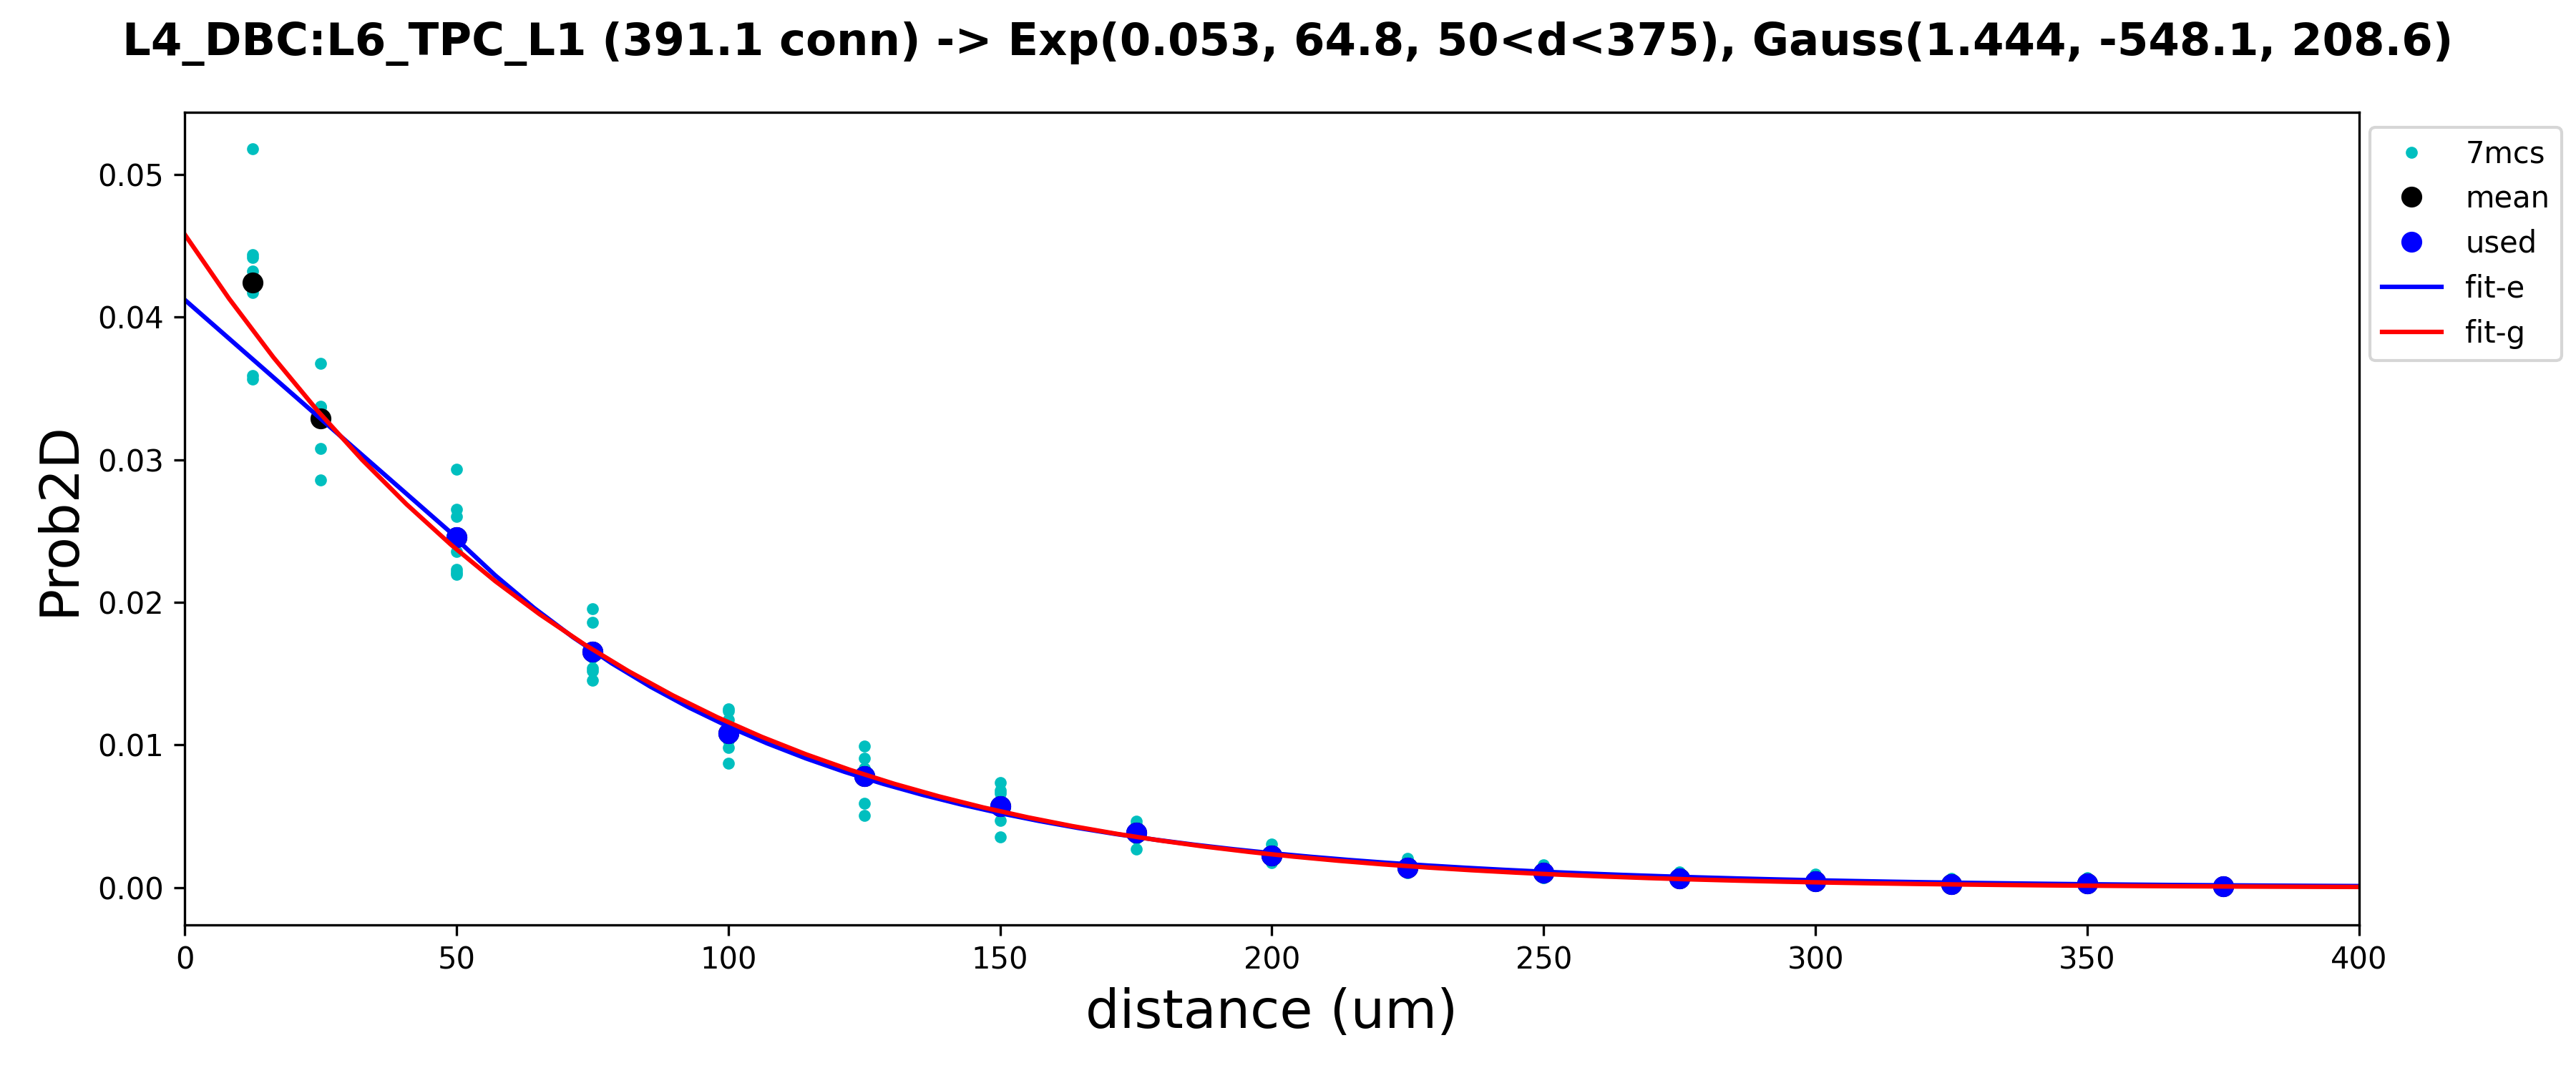 L4_DBC:L6_TPC_L1 (391.1 conn) -> Exp(0.053, 64.8, 50<d<375), Gauss(1.444, -548.1, 208.6)
7mcs
mean
used
fit-e
fit-g
Prob2D
0.05
0.04
0.03
0.02
0.01
0.00
0 50 100 150 200 250 300 350 400
distance (um)